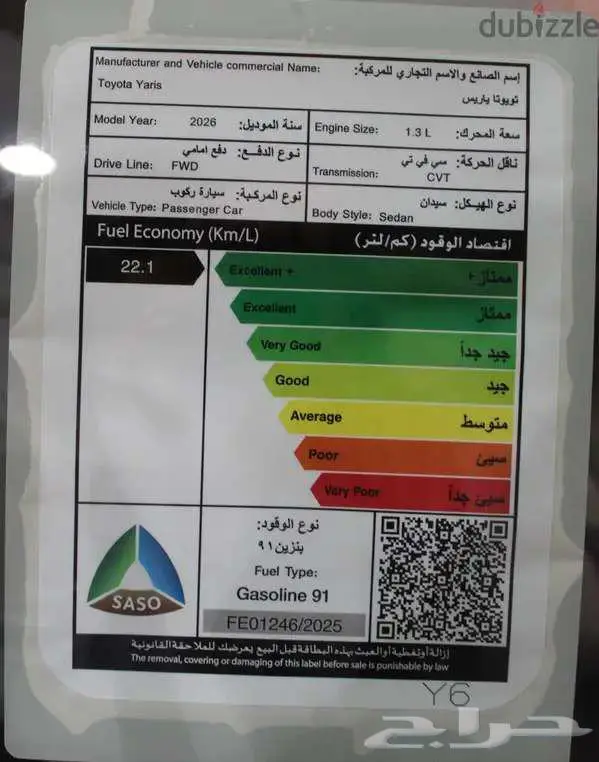 dubizzle
Manufacturer and Vehicle commercial Name: إسم الصانع والاسم التجاري للمركبة:
Toyota Yaris تويوتا ياريس
Model Year: 2026 سنة الموديل:
Engine Size: 1.3 L سعة المحرك:
نوع الدفع: دفع امامي
Drive Line: FWD
ناقل الحركة: سي في تي
Transmission: CVT
نوع المركبة: سيارة ركوب
Vehicle Type: Passenger Car
نوع الهيكل: سيدان
Body Style: Sedan
Fuel Economy (Km/L) اقتصاد الوقود (كم/لتر)
22.1
Excellent + ممتاز+
Excellent ممتاز
Very Good جيد جداً
Good جيد
Average متوسط
Poor سيئ
Very Poor سيئ جداً
SASO
نوع الوقود:
بنزين ٩١
Fuel Type:
Gasoline 91
FE01246/2025
إزالة أو تغطية أو العبث بهذه البطاقة قبل البيع يعرضك للملاحقة القانونية
The removal, covering or damaging of this label before sale is punishable by law
Y6
حراج